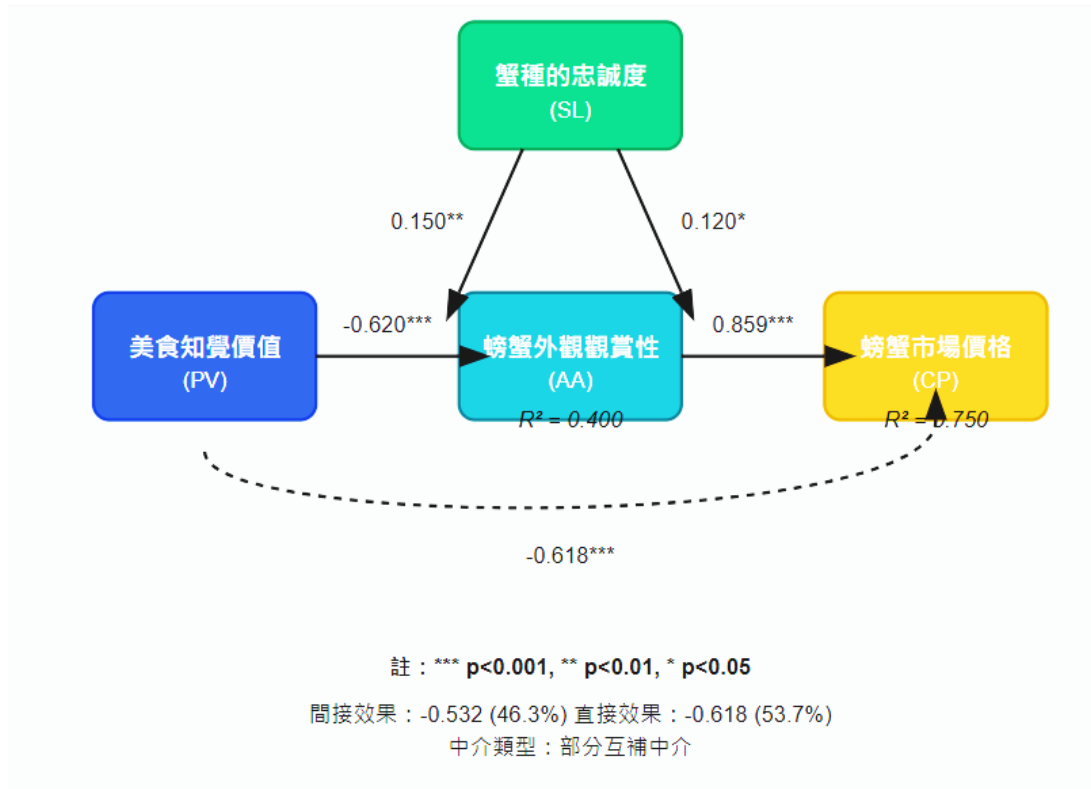 蟹種的忠誠度
(SL)
0.150**
0.120*
美食知覺價值
(PV)
-0.620***
螃蟹外觀觀賞性
(AA)
R² = 0.400
0.859***
螃蟹市場價格
(CP)
R² = 0.750
-0.618***
註：*** p<0.001, ** p<0.01, * p<0.05
間接效果：-0.532 (46.3%) 直接效果：-0.618 (53.7%)
中介類型：部分互補中介